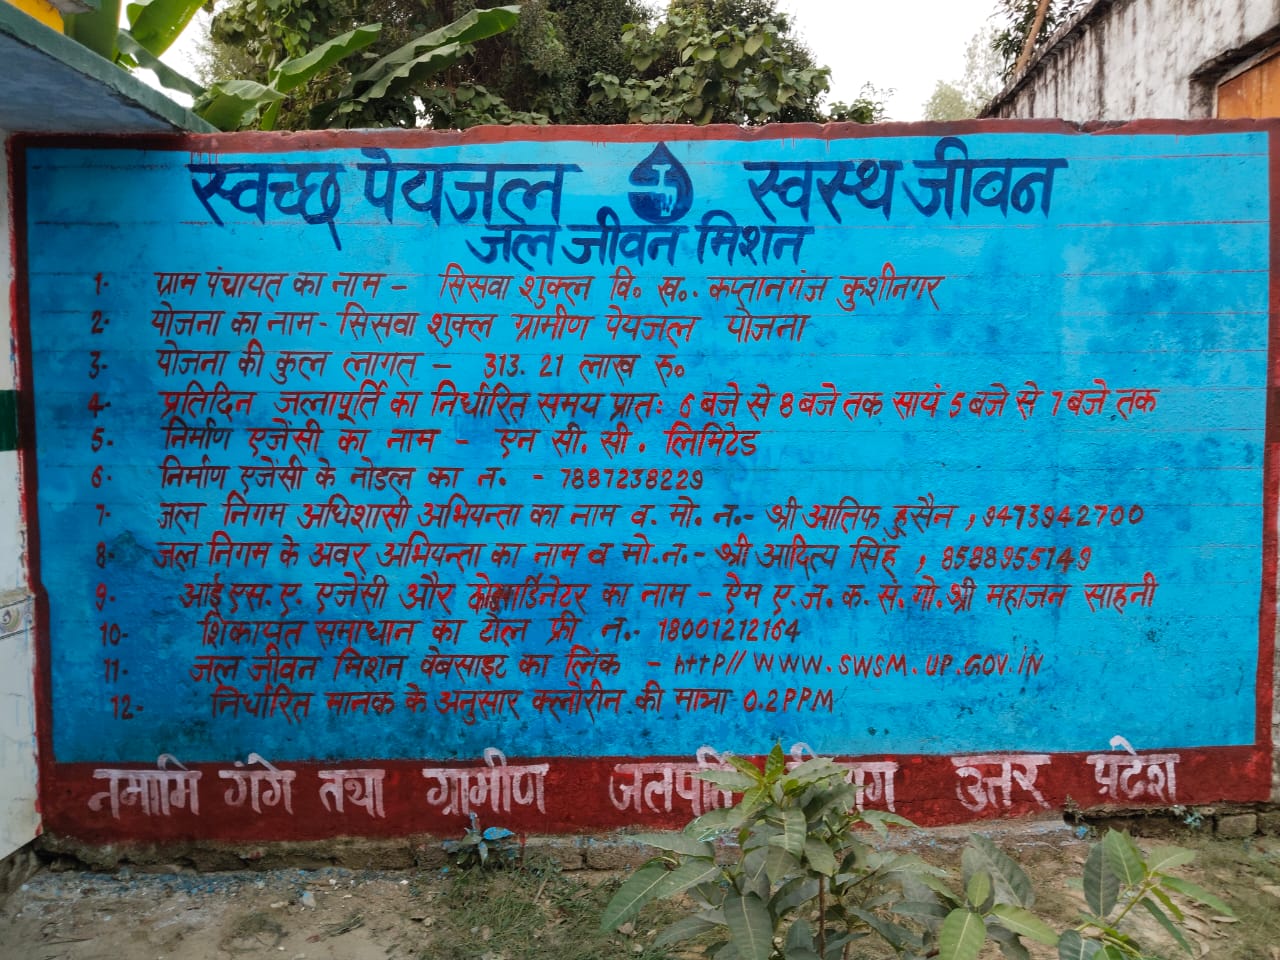 स्वच्छ पेयजल स्वस्थ जीवन
जल जीवन मिशन
1. ग्राम पंचायत का नाम - सिसवा शुक्ल वि० ख०. कप्तानगंज कुशीनगर
2. योजना का नाम - सिसवा शुक्ल ग्रामीण पेयजल योजना
3. योजना की कुल लागत - 313.21 लाख रु०
4. प्रतिदिन जलापूर्ति का निर्धारित समय प्रातः 6 बजे से 8 बजे तक सायं 5 बजे से 7 बजे तक
5. निर्माण एजेंसी का नाम - एन सी. सी. लिमिटेड
6. निर्माण एजेंसी के नोडल का न. - 7887238229
7. जल निगम अधिशासी अभियन्ता का नाम व. मो. न.- श्री आतिफ हुसैन , 9473942700
8. जल निगम के अवर अभियन्ता का नाम व मो.न.- श्री आदित्य सिंह , 8588955149
9. आई एस. ए. एजेंसी और का नाम - ऐम ए. ज. क. स. गो. श्री महाजन साहनी
10- शिकायत समाधान का टोल फ्री न.- 18001212164
11. जल जीवन मिशन वेबसाइट का लिंक - httP//WWW.SWSM.UP.GOV.iN
12- निर्धारित मानक के अनुसार क्लोरीन की मात्रा 0.2PPM
नमामि गंगे तथा ग्रामीण उत्तर प्रदेश